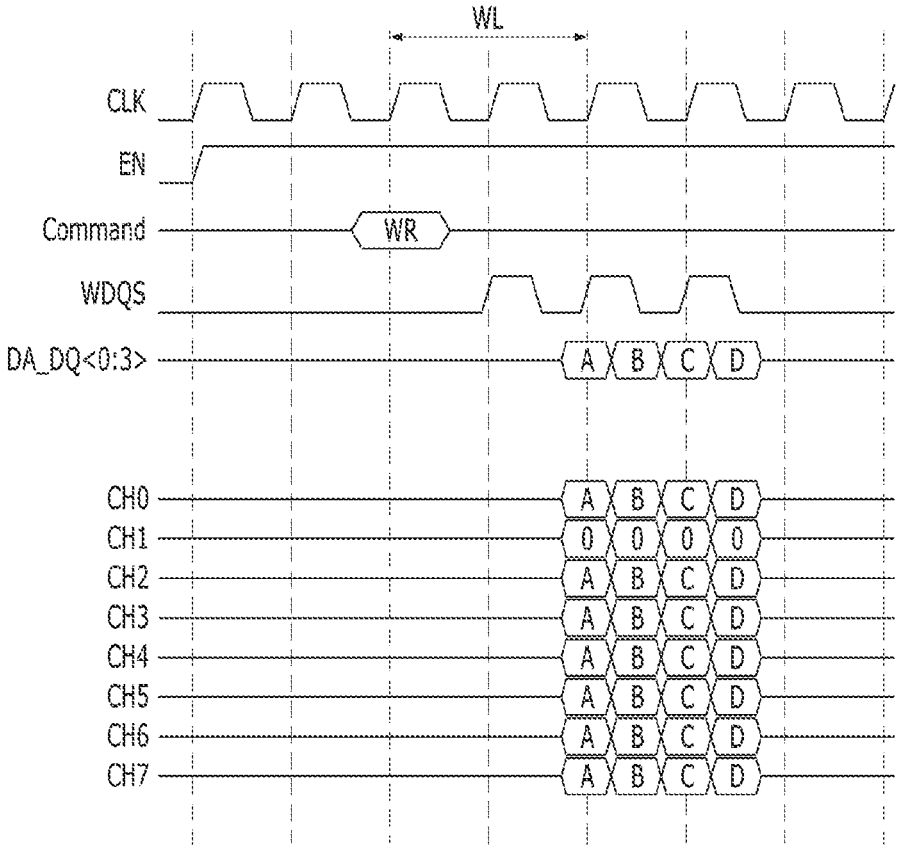 WL
CLK
EN
Command WR
WDQS
DA_DQ<0:3> A B C D
CH0 A B C D
CH1 0 0 0 0
CH2 A B C D
CH3 A B C D
CH4 A B C D
CH5 A B C D
CH6 A B C D
CH7 A B C D